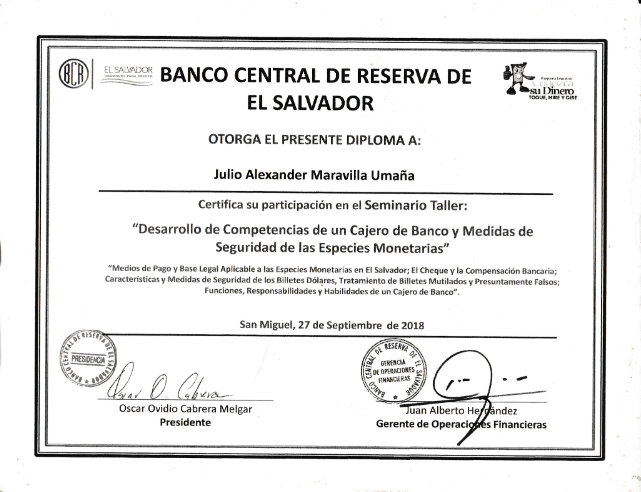 BCR
EL SALVADOR
BANCO CENTRAL DE RESERVA DE
EL SALVADOR
Conozca
su Dinero
TOQUE, MIRE Y GIRE
OTORGA EL PRESENTE DIPLOMA A:
Julio Alexander Maravilla Umaña
Certifica su participación en el Seminario Taller:
“Desarrollo de Competencias de un Cajero de Banco y Medidas de
Seguridad de las Especies Monetarias”
“Medios de Pago y Base Legal Aplicable a las Especies Monetarias en El Salvador; El Cheque y la Compensación Bancaria;
Características y Medidas de Seguridad de los Billetes Dólares, Tratamiento de Billetes Mutilados y Presuntamente Falsos;
Funciones, Responsabilidades y Habilidades de un Cajero de Banco”.
San Miguel, 27 de Septiembre de 2018
BANCO CENTRAL DE RESERVA DE EL SALVADOR
PRESIDENCIA
BANCO CENTRAL DE RESERVA DE EL SALVADOR
GERENCIA
DE OPERACIONES
FINANCIERAS
Oscar O. Cabrera
Oscar Ovidio Cabrera Melgar
Presidente
Juan Alberto Hernández
Gerente de Operaciones Financieras